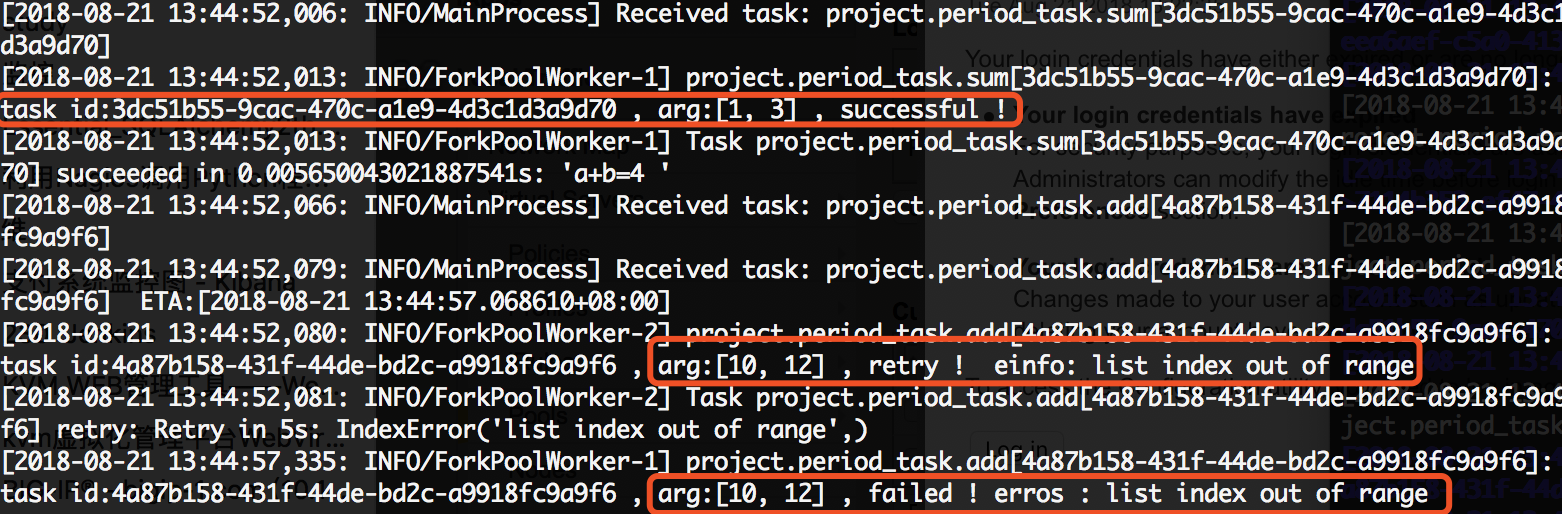 [2018-08-21 13:44:52,006: INFO/MainProcess] Received task: project.period_task.sum[3dc51b55-9cac-470c-a1e9-4d3c1
d3a9d70]
[2018-08-21 13:44:52,013: INFO/ForkPoolWorker-1] project.period_task.sum[3dc51b55-9cac-470c-a1e9-4d3c1d3a9d70]:
task id:3dc51b55-9cac-470c-a1e9-4d3c1d3a9d70 , arg:[1, 3] , successful !
[2018-08-21 13:44:52,013: INFO/ForkPoolWorker-1] Task project.period_task.sum[3dc51b55-9cac-470c-a1e9-4d3c1d3a9d
70] succeeded in 0.005650043021887541s: 'a+b=4 '
[2018-08-21 13:44:52,066: INFO/MainProcess] Received task: project.period_task.add[4a87b158-431f-44de-bd2c-a9918
fc9a9f6]
[2018-08-21 13:44:52,079: INFO/MainProcess] Received task: project.period_task.add[4a87b158-431f-44de-bd2c-a9918
fc9a9f6]  ETA:[2018-08-21 13:44:57.068610+08:00]
[2018-08-21 13:44:52,080: INFO/ForkPoolWorker-2] project.period_task.add[4a87b158-431f-44de-bd2c-a9918fc9a9f6]:
task id:4a87b158-431f-44de-bd2c-a9918fc9a9f6 , arg:[10, 12] , retry !  einfo: list index out of range
[2018-08-21 13:44:52,081: INFO/ForkPoolWorker-2] Task project.period_task.add[4a87b158-431f-44de-bd2c-a9918fc9a9
f6] retry: Retry in 5s: IndexError('list index out of range',)
[2018-08-21 13:44:57,335: INFO/ForkPoolWorker-1] project.period_task.add[4a87b158-431f-44de-bd2c-a9918fc9a9f6]:
task id:4a87b158-431f-44de-bd2c-a9918fc9a9f6 , arg:[10, 12] , failed ! erros : list index out of range